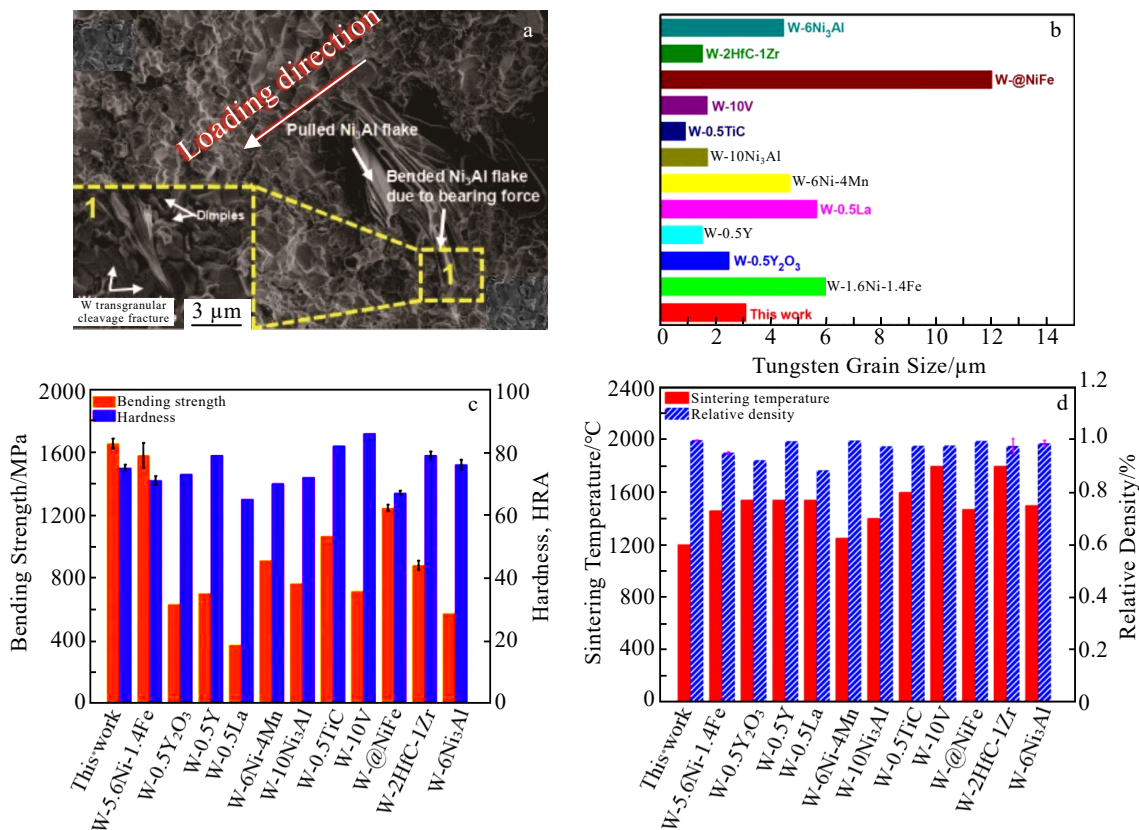 a
Loading direction
Pulled Ni₃Al flake
Bended Ni₃Al flake
due to bearing force
1
Dimples
1
W transgranular
cleavage fracture
3 µm
b
W-6Ni₃Al
W-2HfC-1Zr
W-@NiFe
W-10V
W-0.5TiC
W-10Ni₃Al
W-6Ni-4Mn
W-0.5La
W-0.5Y
W-0.5Y₂O₃
W-1.6Ni-1.4Fe
This work
0 2 4 6 8 10 12 14
Tungsten Grain Size/µm
c
Bending strength
Hardness
2000
1600
1200
800
400
0
Bending Strength/MPa
100
80
60
40
20
0
Hardness, HRA
This work
W-5.6Ni-1.4Fe
W-0.5Y₂O₃
W-0.5Y
W-0.5La
W-6Ni-4Mn
W-10Ni₃Al
W-0.5TiC
W-10V
W-@NiFe
W-2HfC-1Zr
W-6Ni₃Al
d
Sintering temperature
Relative density
2400
2000
1600
1200
800
400
0
Sintering Temperature/°C
1.2
1.0
0.8
0.6
0.4
0.2
0
Relative Density/%
This work
W-5.6Ni-1.4Fe
W-0.5Y₂O₃
W-0.5Y
W-0.5La
W-6Ni-4Mn
W-10Ni₃Al
W-0.5TiC
W-10V
W-@NiFe
W-2HfC-1Zr
W-6Ni₃Al